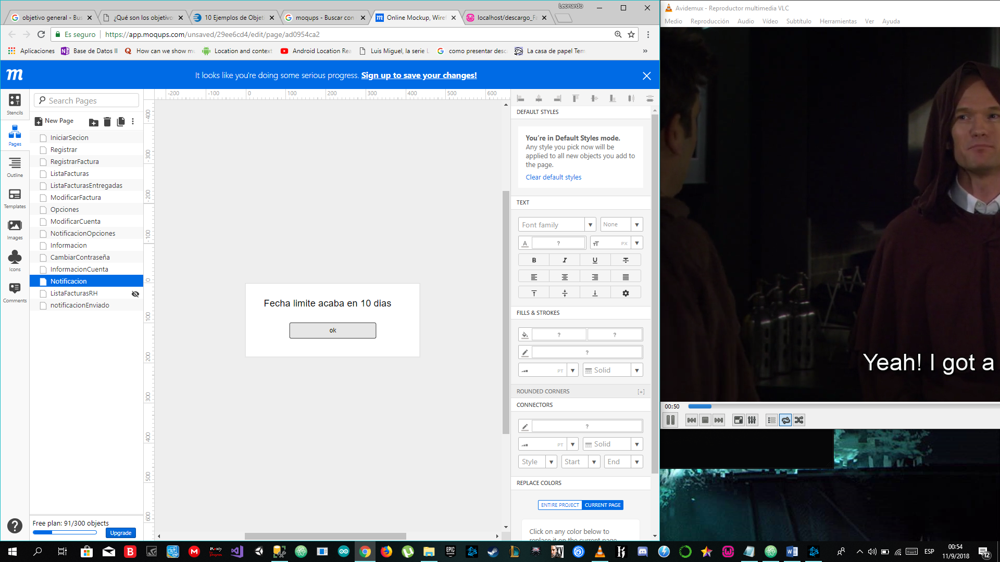 Leonardo
objetivo general - Bus
¿Qué son los objetivo
10 Ejemplos de Objeti
moqups - Buscar con
Online Mockup, Wiref
localhost/descargo_Fa
Es seguro
https://app.moqups.com/unsaved/29ee6cd4/edit/page/ad0954ca2
Aplicaciones
Base de Datos II
How can we show mu
Location and context
Android Location Rea
Luis Miguel, la serie L
como presentar desc
La casa de papel Tem
»
m
It looks like you're doing some serious progress. Sign up to save your changes!
Stencils
Pages
Outline
Templates
Images
Icons
Comments
Search Pages
New Page
IniciarSecion
Registrar
RegistrarFactura
ListaFacturas
ListaFacturasEntregadas
ModificarFactura
Opciones
ModificarCuenta
NotificacionOpciones
Informacion
CambiarContraseña
InformacionCuenta
Notificacion
ListaFacturasRH
notificacionEnviado
Free plan: 91/300 objects
Upgrade
-200 -100 0 100 200 300 400 500 600
-400
-300
-200
-100
0
100
200
300
400
500
600
Fecha limite acaba en 10 dias
ok
DEFAULT STYLES
You're in Default Styles mode.
Any style you pick now will be
applied to all new objects you add to
the page.
Clear default styles
TEXT
Font family
None
A ? TT PX
B I U
FILLS & STROKES
? ?
?
PT Solid
ROUNDED CORNERS [+]
CONNECTORS
?
PT Solid
Style Start End
REPLACE COLORS
ENTIRE PROJECT CURRENT PAGE
Click on any color below to
replace it on the current page
Avidemux - Reproductor multimedia VLC
Medio Reproducción Audio Vídeo Subtítulo Herramientas Ver Ayuda
Yeah! I got a
00:50
ESP
00:54
11/9/2018
12